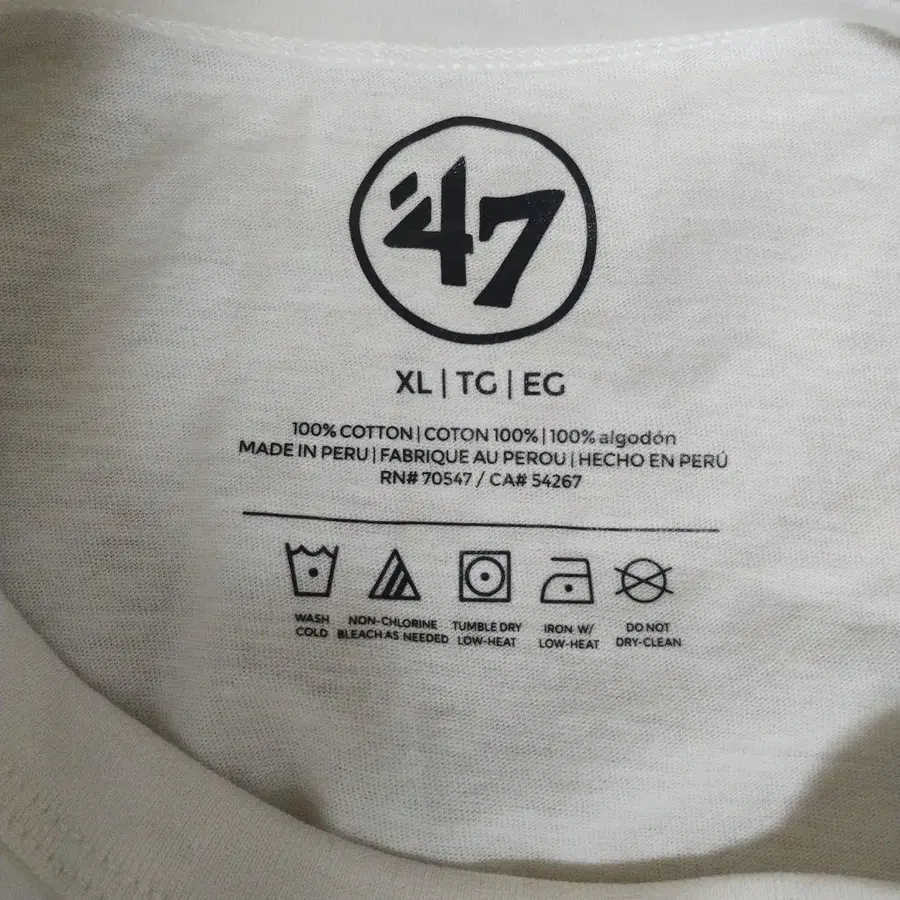 '47
XL | TG | EG
100% COTTON | COTON 100% | 100% algodón
MADE IN PERU | FABRIQUE AU PEROU | HECHO EN PERÚ
RN# 70547 / CA# 54267
WASH COLD
NON-CHLORINE BLEACH AS NEEDED
TUMBLE DRY LOW-HEAT
IRON W/ LOW-HEAT
DO NOT DRY-CLEAN